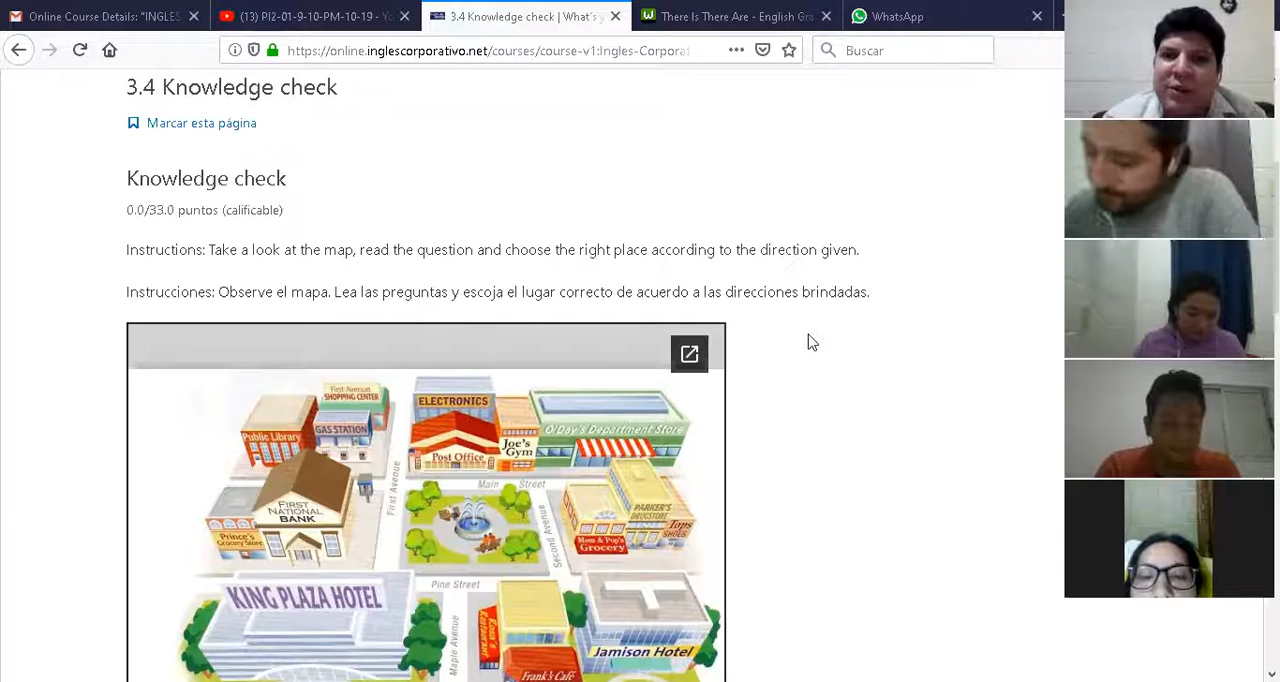 Online Course Details: "INGLES
(13) PI2-01-9-10-PM-10-19 - Yo
3.4 Knowledge check | What's y
There Is There Are - English Gra
WhatsApp
https://online.inglescorporativo.net/courses/course-v1:Ingles-Corporat
Buscar
3.4 Knowledge check
Marcar esta página
Knowledge check
0.0/33.0 puntos (calificable)
Instructions: Take a look at the map, read the question and choose the right place according to the direction given.
Instrucciones: Observe el mapa. Lea las preguntas y escoja el lugar correcto de acuerdo a las direcciones brindadas.
First Avenue
SHOPPING CENTER
GAS STATION
Public Library
ELECTRONICS
Post Office
Joe's
Gym
O'Day's Department Store
Main Street
First Avenue
Second Avenue
FIRST
NATIONAL
BANK
Prince's
Grocery Store
PARKER'S
DRUGSTORE
Tops
SHOES
Mom & Pop's
Grocery
Pine Street
KING PLAZA HOTEL
Maple Avenue
Rosa's
Restaurant
Frank's Café
Jamison Hotel